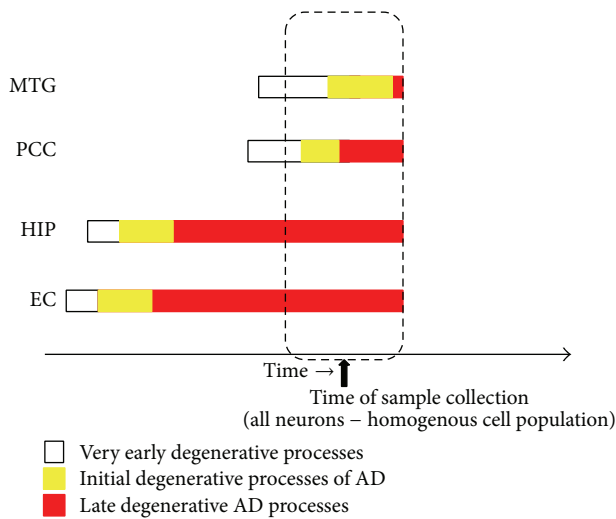 MTG
PCC
HIP
EC
Time →
Time of sample collection
(all neurons – homogenous cell population)
Very early degenerative processes
Initial degenerative processes of AD
Late degenerative AD processes